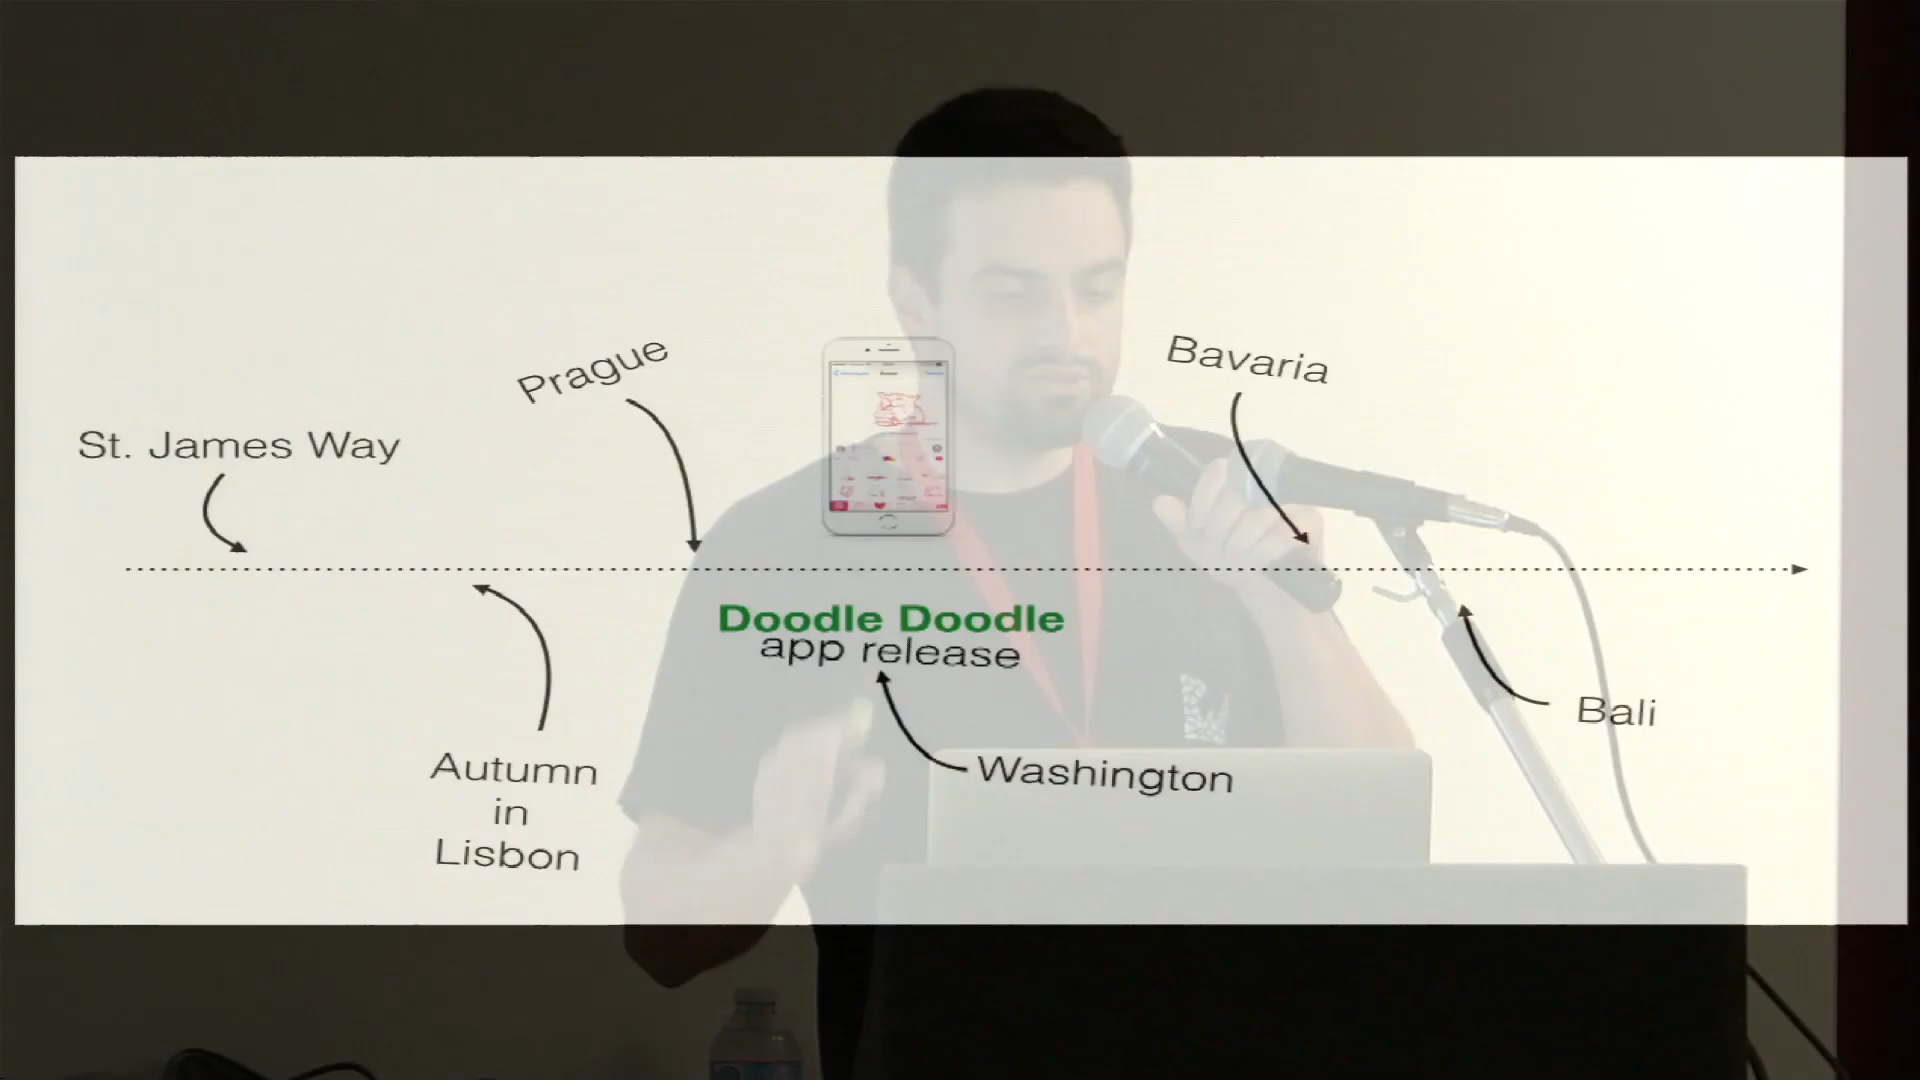 St. James Way
Prague
Bavaria
Doodle Doodle
app release
Autumn
in
Lisbon
Washington
Bali